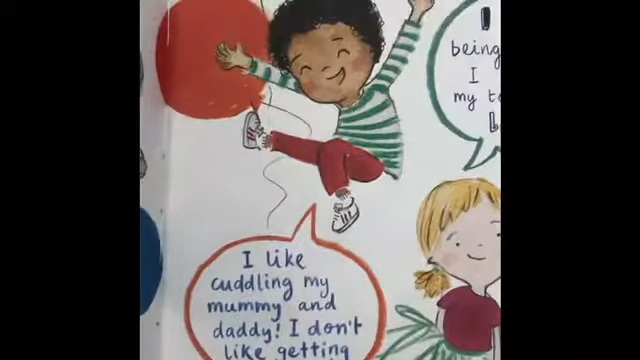 I like
cuddling my
mummy and
daddy! I don't
like getting
I
being
I
my